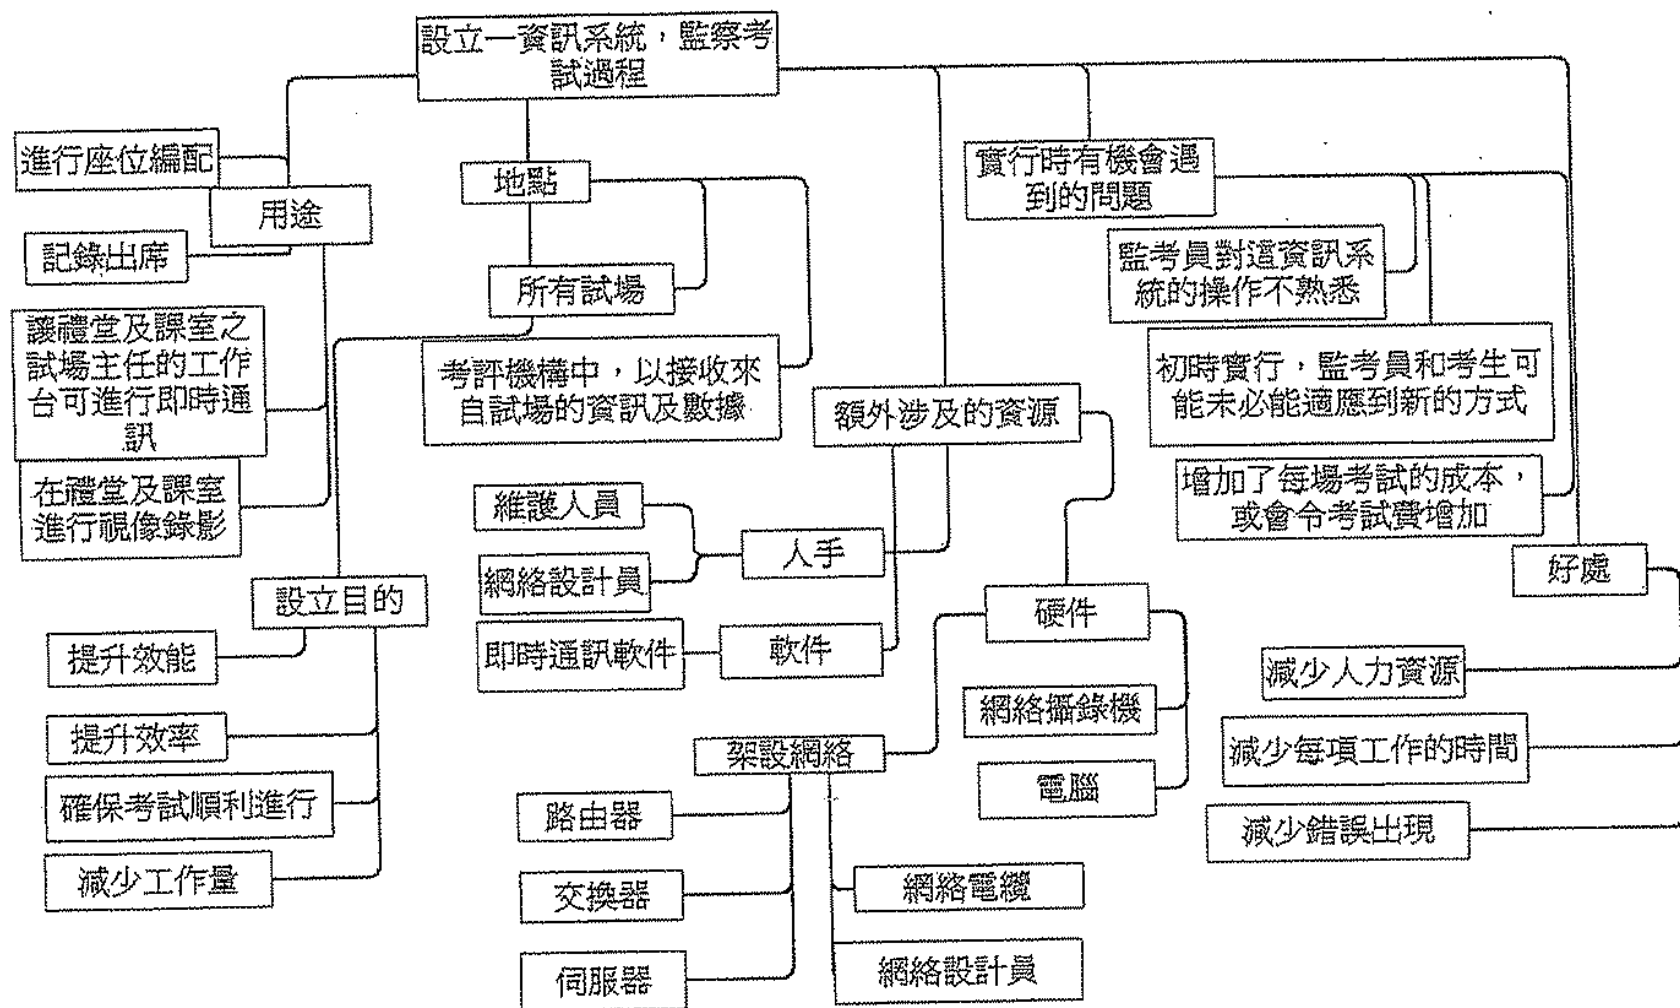 設立一資訊系統，監察考
試過程
進行座位編配
用途
記錄出席
讓禮堂及課室之
試場主任的工作
台可進行即時通
訊
在禮堂及課室
進行視像錄影
地點
所有試場
考評機構中，以接收來
自試場的資訊及數據
設立目的
提升效能
提升效率
確保考試順利進行
減少工作量
額外涉及的資源
人手
維護人員
網絡設計員
軟件
即時通訊軟件
硬件
網絡攝錄機
電腦
架設網絡
路由器
交換器
伺服器
網絡電纜
網絡設計員
實行時有機會遇
到的問題
監考員對這資訊系
統的操作不熟悉
初時實行，監考員和考生可
能未必能適應到新的方式
增加了每場考試的成本，
或會令考試費增加
好處
減少人力資源
減少每項工作的時間
減少錯誤出現